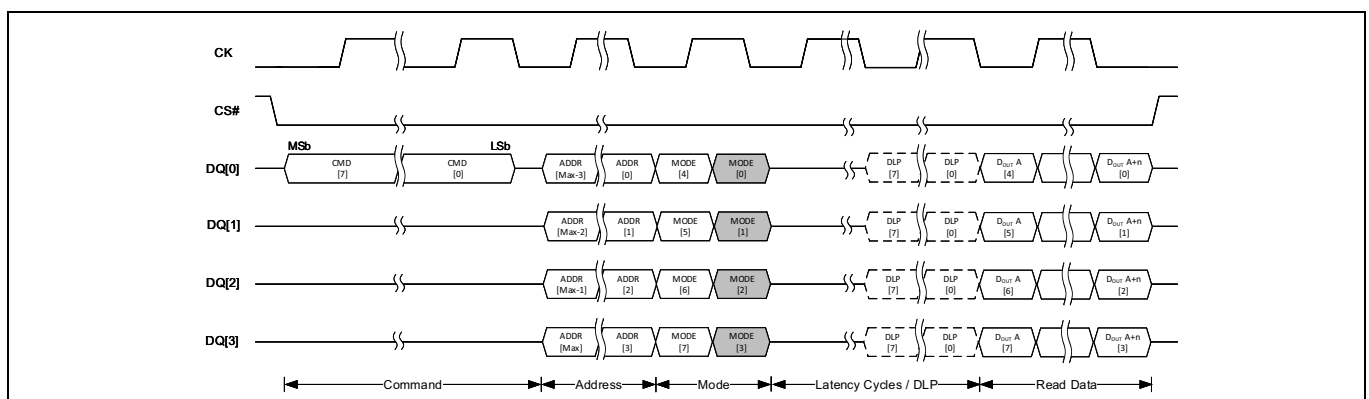 CK
CS#
MSb LSb
DQ[0] CMD [7] CMD [0] ADDR [Max-3] ADDR [0] MODE [4] MODE [0] DLP [7] DLP [0] DOUT A [4] DOUT A+n [0]
DQ[1] ADDR [Max-2] ADDR [1] MODE [5] MODE [1] DLP [7] DLP [0] DOUT A [5] DOUT A+n [1]
DQ[2] ADDR [Max-1] ADDR [2] MODE [6] MODE [2] DLP [7] DLP [0] DOUT A [6] DOUT A+n [2]
DQ[3] ADDR [Max] ADDR [3] MODE [7] MODE [3] DLP [7] DLP [0] DOUT A [7] DOUT A+n [3]
Command Address Mode Latency Cycles / DLP Read Data